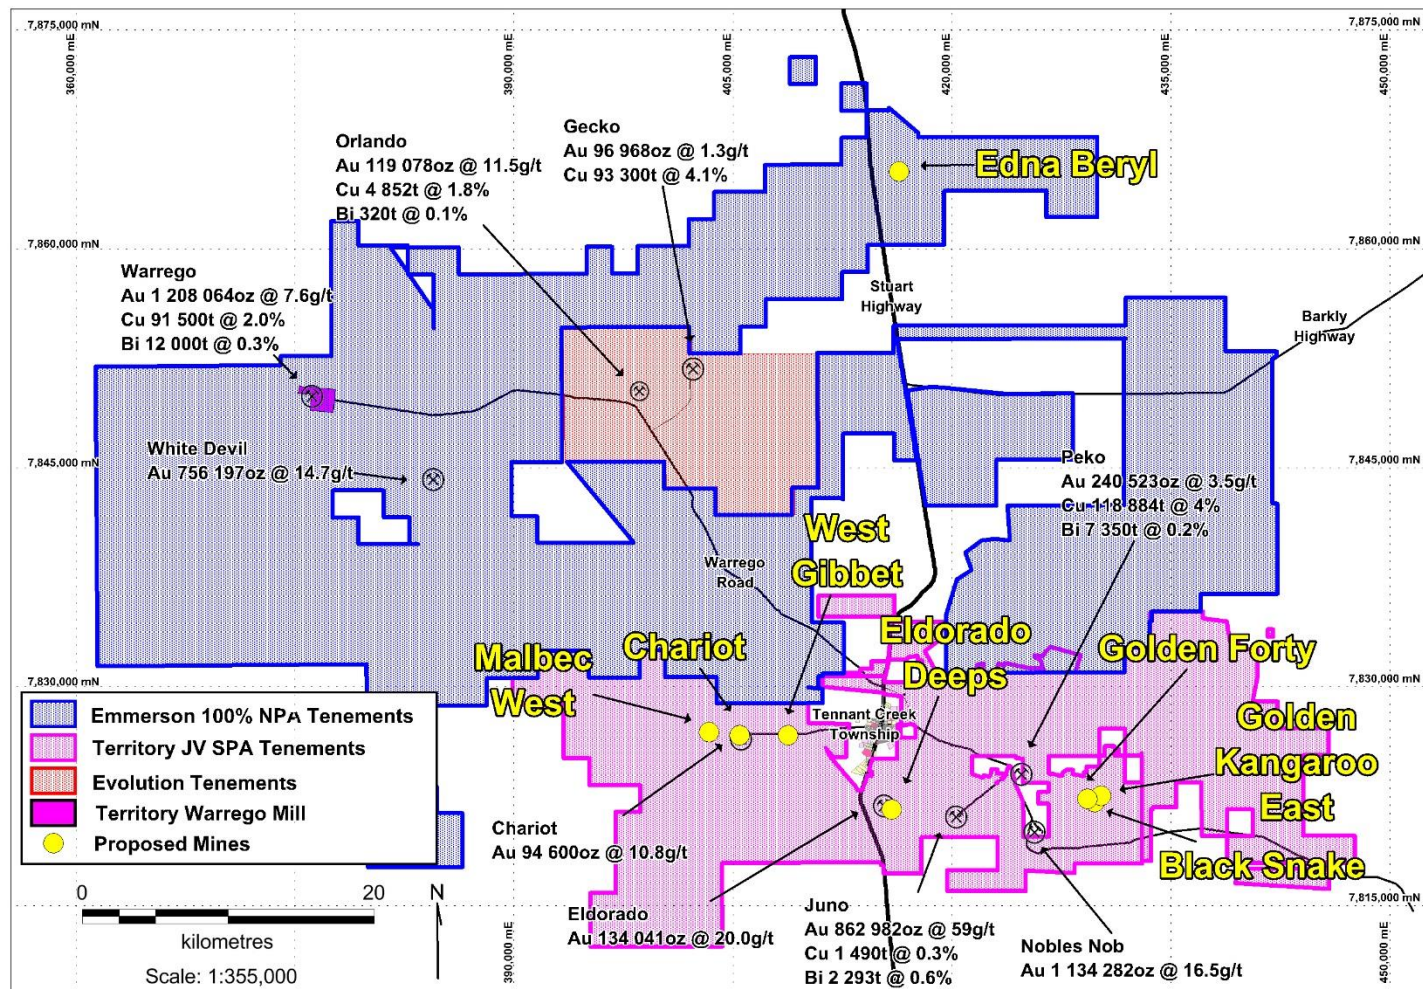 7,875,000 mN
7,875,000 mN
360,000 mE
390,000 mE
405,000 mE
420,000 mE
435,000 mE
450,000 mE
Orlando
Au 119 078oz @ 11.5g/t
Cu 4 852t @ 1.8%
Bi 320t @ 0.1%
Gecko
Au 96 968oz @ 1.3g/t
Cu 93 300t @ 4.1%
Edna Beryl
7,860,000 mN
7,860,000 mN
Warrego
Au 1 208 064oz @ 7.6g/t
Cu 91 500t @ 2.0%
Bi 12 000t @ 0.3%
Stuart
Highway
Barkly
Highway
White Devil
Au 756 197oz @ 14.7g/t
7,845,000 mN
7,845,000 mN
Peko
Au 240 523oz @ 3.5g/t
Cu 118 884t @ 4%
Bi 7 350t @ 0.2%
West
Gibbet
Warrego
Road
Eldorado
Deeps
Chariot
Malbec
West
Golden Forty
Golden
Kangaroo
East
7,830,000 mN
7,830,000 mN
Tennant Creek
Township
Emmerson 100% NPA Tenements
Territory JV SPA Tenements
Evolution Tenements
Territory Warrego Mill
Proposed Mines
Chariot
Au 94 600oz @ 10.8g/t
Black Snake
0 20
kilometres
Scale: 1:355,000
N
Eldorado
Au 134 041oz @ 20.0g/t
Juno
Au 862 982oz @ 59g/t
Cu 1 490t @ 0.3%
Bi 2 293t @ 0.6%
Nobles Nob
Au 1 134 282oz @ 16.5g/t
7,815,000 mN
390,000 mE
420,000 mE
450,000 mE